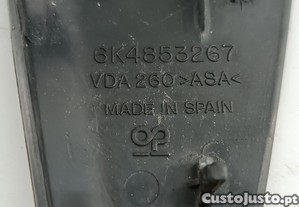 6K4853267
VDA 260 >ASA<
MADE IN SPAIN
CustoJusto.pt